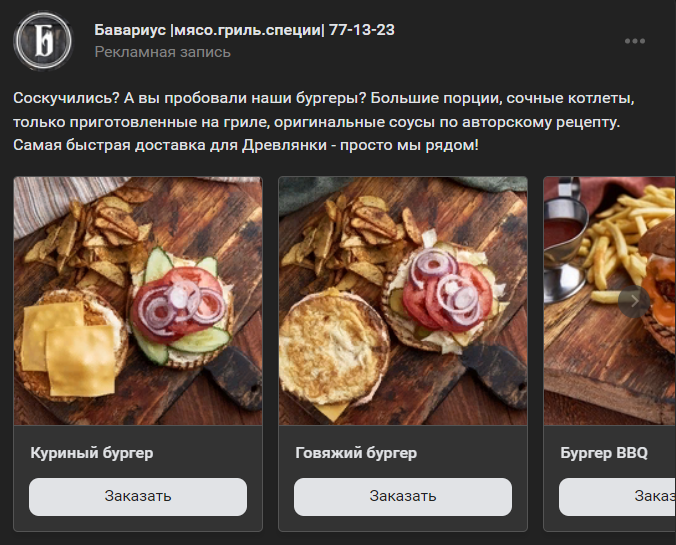 Б
Бавариус |мясо.гриль.специи| 77-13-23
Рекламная запись
Соскучились? А вы пробовали наши бургеры? Большие порции, сочные котлеты,
только приготовленные на гриле, оригинальные соусы по авторскому рецепту.
Самая быстрая доставка для Древлянки - просто мы рядом!
Куриный бургер
Говяжий бургер
Бургер BBQ
Заказать
Заказать
Заказ